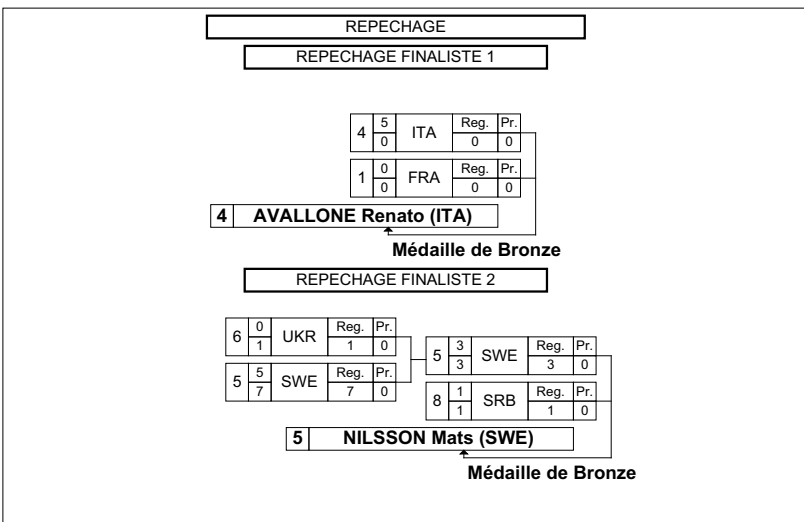 REPECHAGE
REPECHAGE FINALISTE 1
4 5 ITA Reg. Pr.
0 0 0
1 0 FRA Reg. Pr.
0 0 0
4 AVALLONE Renato (ITA)
Médaille de Bronze
REPECHAGE FINALISTE 2
6 0 UKR Reg. Pr.
1 1 0
5 3 SWE Reg. Pr.
3 3 0
5 5 SWE Reg. Pr.
7 7 0
8 1 SRB Reg. Pr.
1 1 0
5 NILSSON Mats (SWE)
Médaille de Bronze